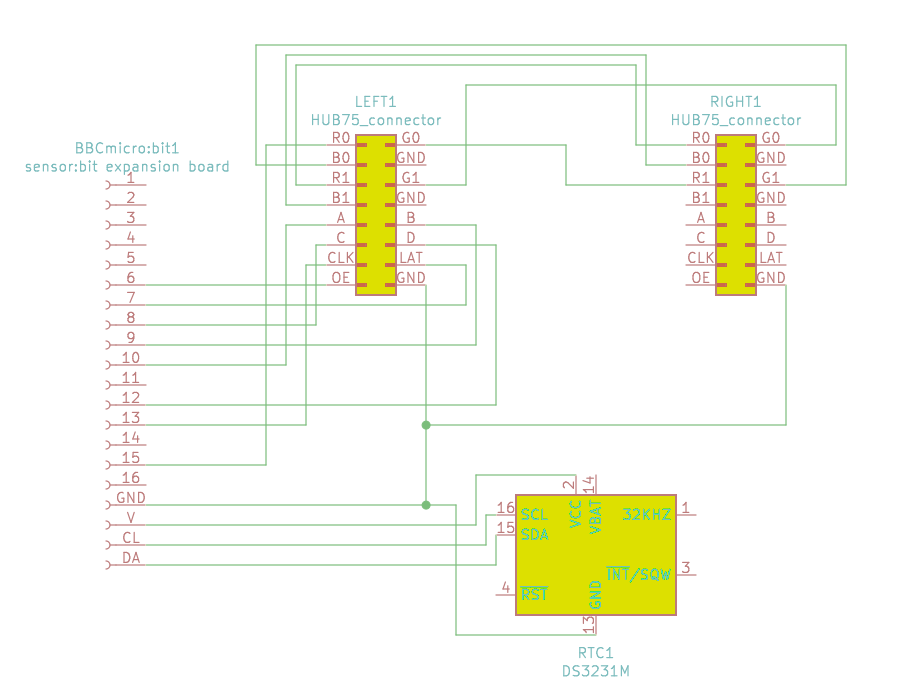 LEFT1
HUB75_connector
R0 G0
B0 GND
R1 G1
B1 GND
A B
C D
CLK LAT
OE GND
RIGHT1
HUB75_connector
R0 G0
B0 GND
R1 G1
B1 GND
A B
C D
CLK LAT
OE GND
BBCmicro:bit1
sensor:bit expansion board
1
2
3
4
5
6
7
8
9
10
11
12
13
14
15
16
GND
V
CL
DA
2 14
VCC VBAT
16 SCL
15 SDA
4 RST
32KHZ 1
INT/SQW 3
GND
13
RTC1
DS3231M